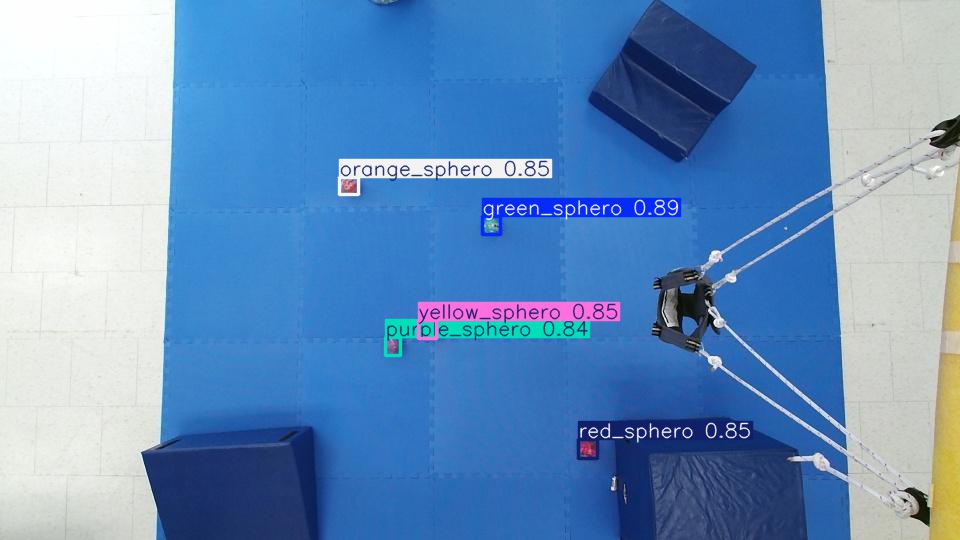 orange_sphero 0.85
green_sphero 0.89
yellow_sphero 0.85
purple_sphero 0.84
red_sphero 0.85